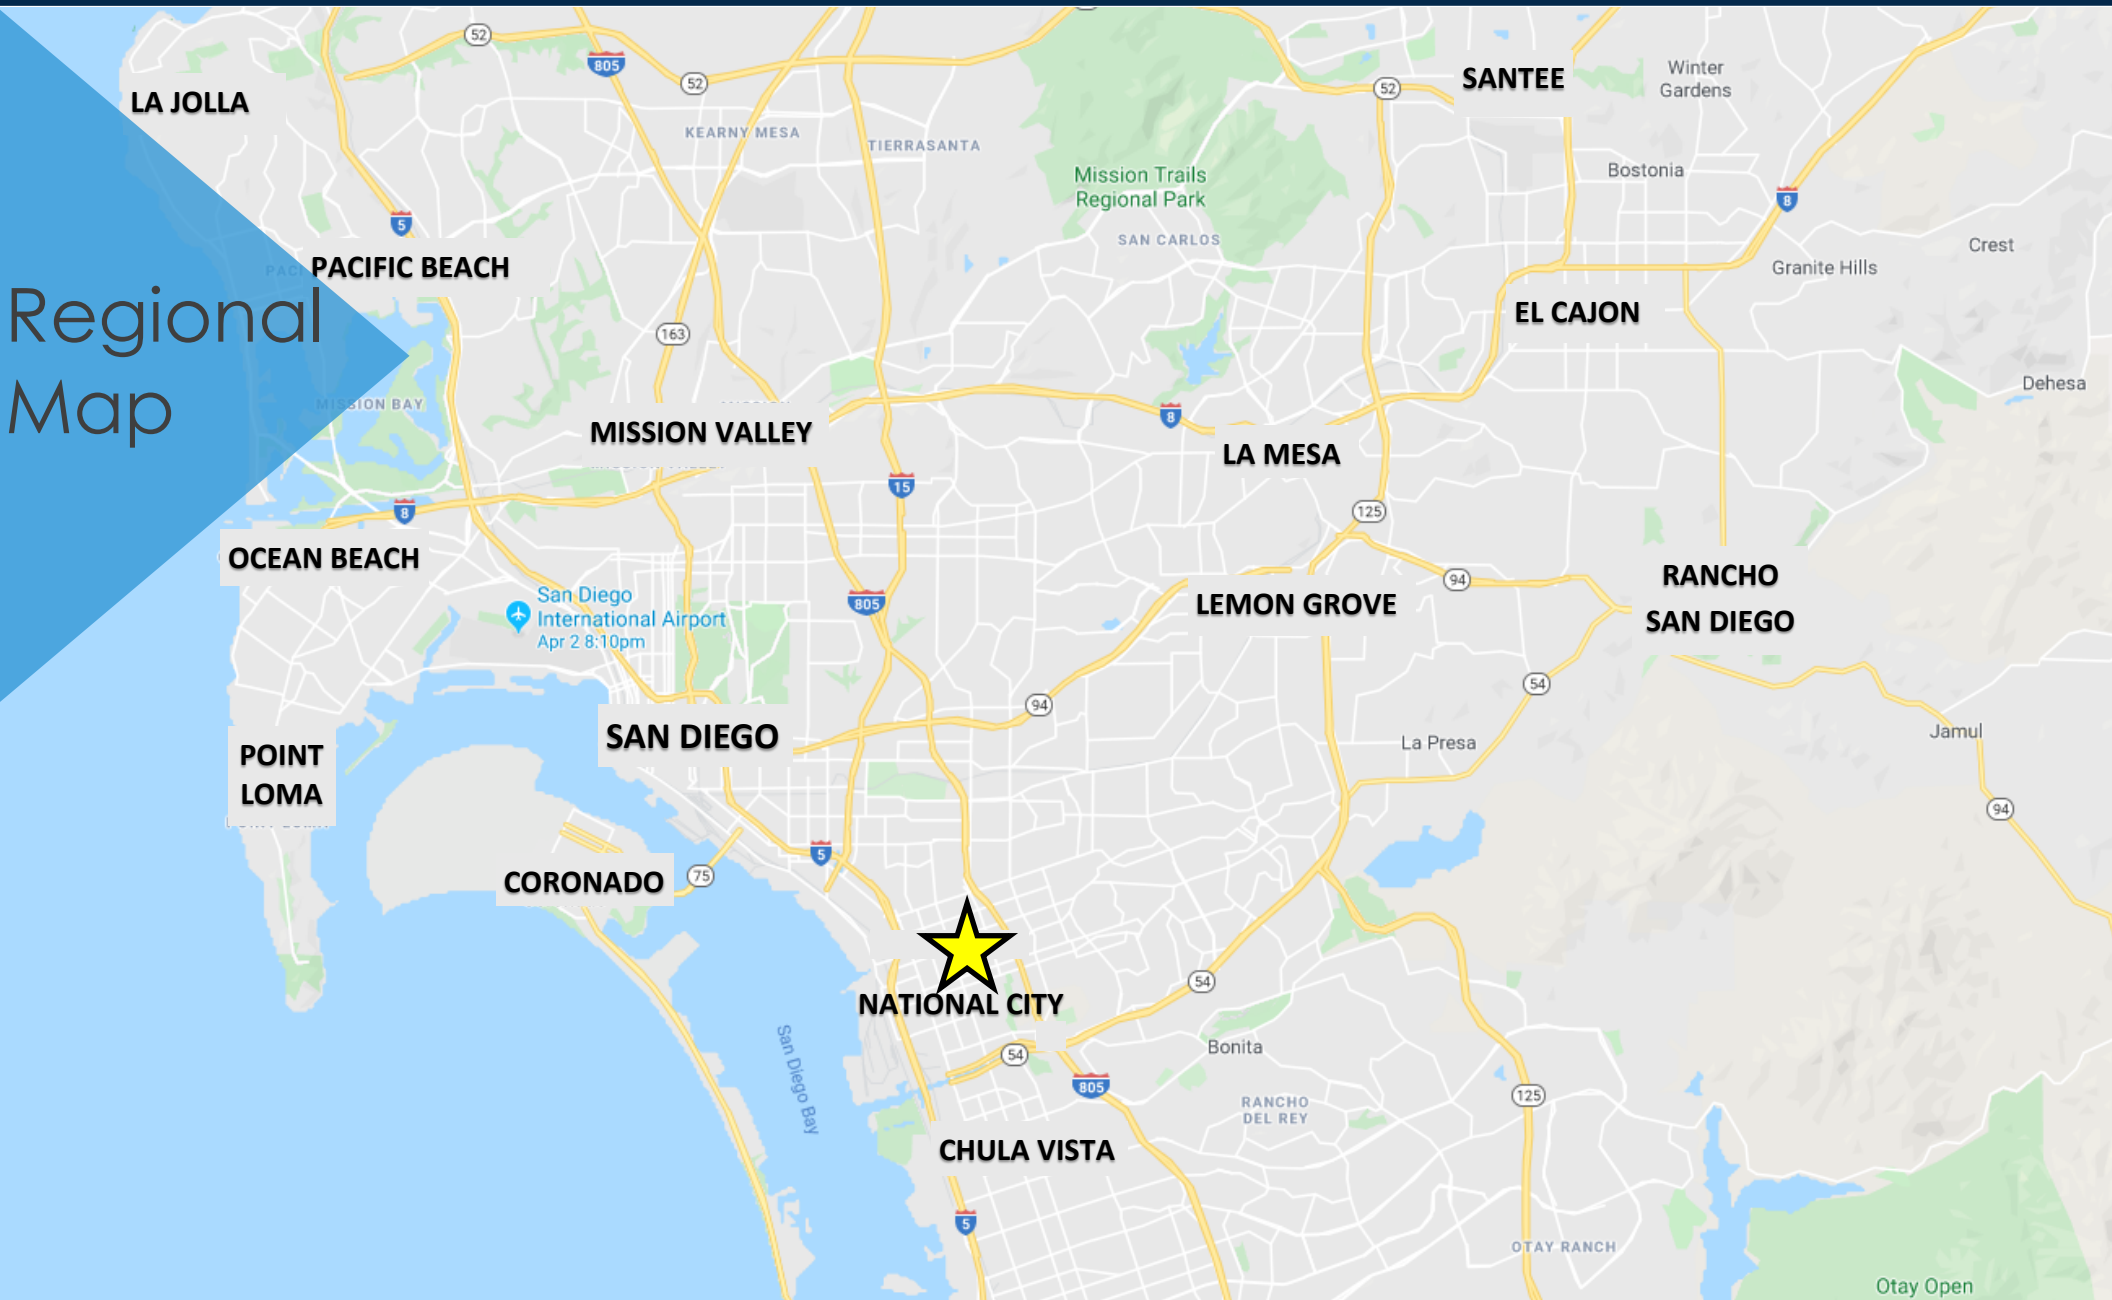 52
805
52
SANTEE
Winter
Gardens
52
LA JOLLA
KEARNY MESA
TIERRASANTA
Mission Trails
Regional Park
Bostonia
8
5
SAN CARLOS
Crest
PACIFIC BEACH
Granite Hills
Regional
Map
EL CAJON
163
Dehesa
MISSION BAY
8
MISSION VALLEY
LA MESA
15
8
125
OCEAN BEACH
San Diego
International Airport
Apr 2 8:10pm
805
LEMON GROVE
94
RANCHO
SAN DIEGO
54
94
SAN DIEGO
La Presa
Jamul
POINT
LOMA
94
5
CORONADO
75
54
NATIONAL CITY
San Diego Bay
54
Bonita
805
RANCHO
DEL REY
125
CHULA VISTA
5
OTAY RANCH
Otay Open